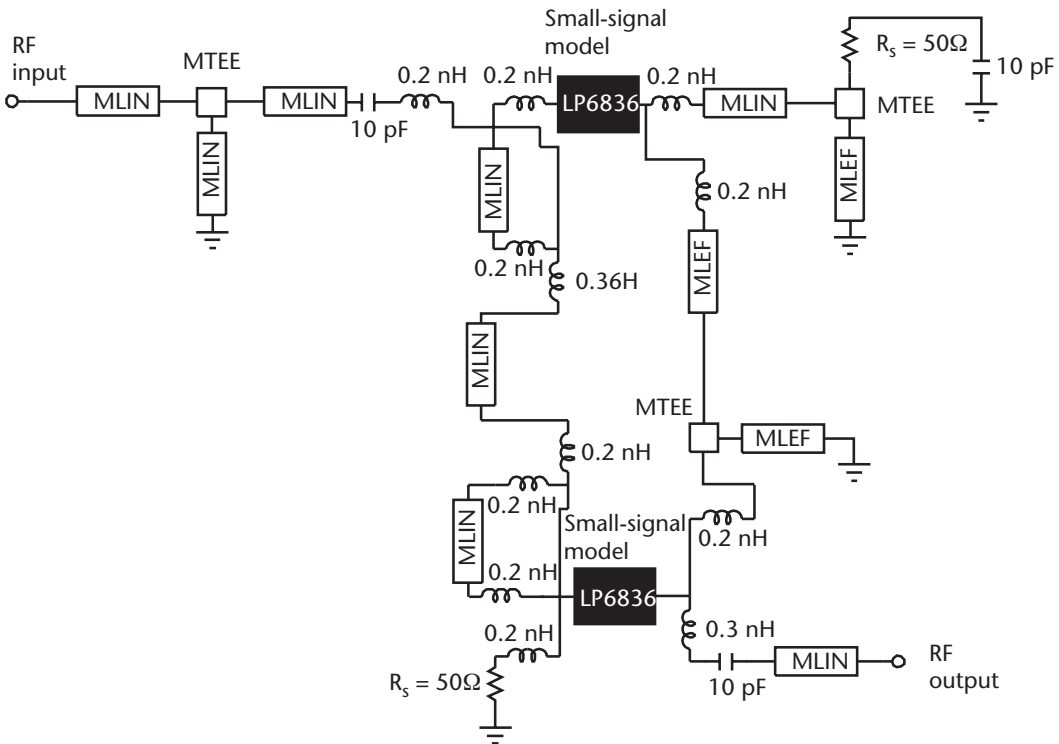 Small-signal
model
RF
input
MTEE
0.2 nH
0.2 nH
0.2 nH
R_s = 50Ω
10 pF
MLIN
MLIN
10 pF
LP6836
MLIN
MTEE
MLIN
MLIN
MLEF
0.2 nH
0.2 nH
0.36H
MLEF
MLIN
MTEE
0.2 nH
MLEF
0.2 nH
Small-signal
model
0.2 nH
MLIN
0.2 nH
LP6836
0.2 nH
0.3 nH
R_s = 50Ω
10 pF
MLIN
RF
output